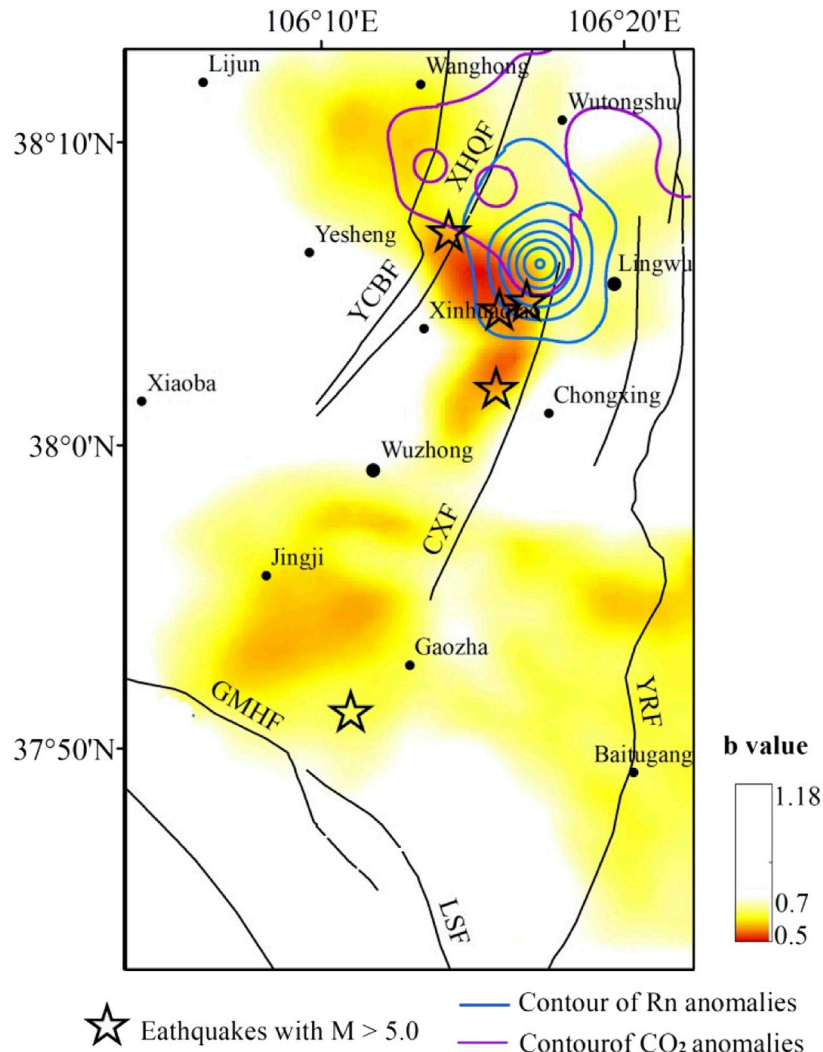 106°10'E
106°20'E
Lijun
Wanghong
Wutongshu
38°10'N
XHQF
Yesheng
Lingwu
YCBF
Xiaoba
Chongxing
38°0'N
Wuzhong
CXF
Jingji
Gaozha
GMHF
YRF
37°50'N
Baitugang
b value
1.18
0.7
0.5
LSF
Eathquakes with M > 5.0
Contour of Rn anomalies
Contourof CO₂ anomalies